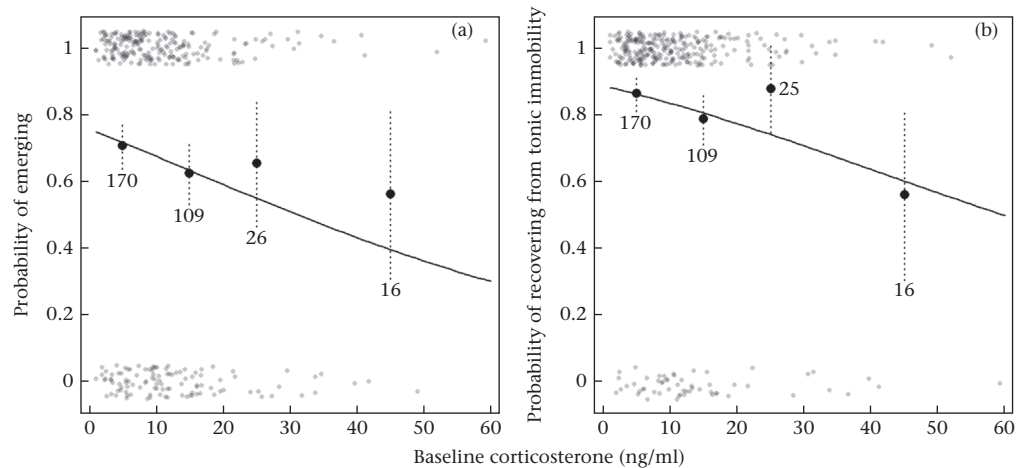 (a)
Probability of emerging
1
0.8
0.6
0.4
0.2
0
170
109
26
16
0 10 20 30 40 50 60
(b)
Probability of recovering from tonic immobility
1
0.8
0.6
0.4
0.2
0
170
109
25
16
0 10 20 30 40 50 60
Baseline corticosterone (ng/ml)